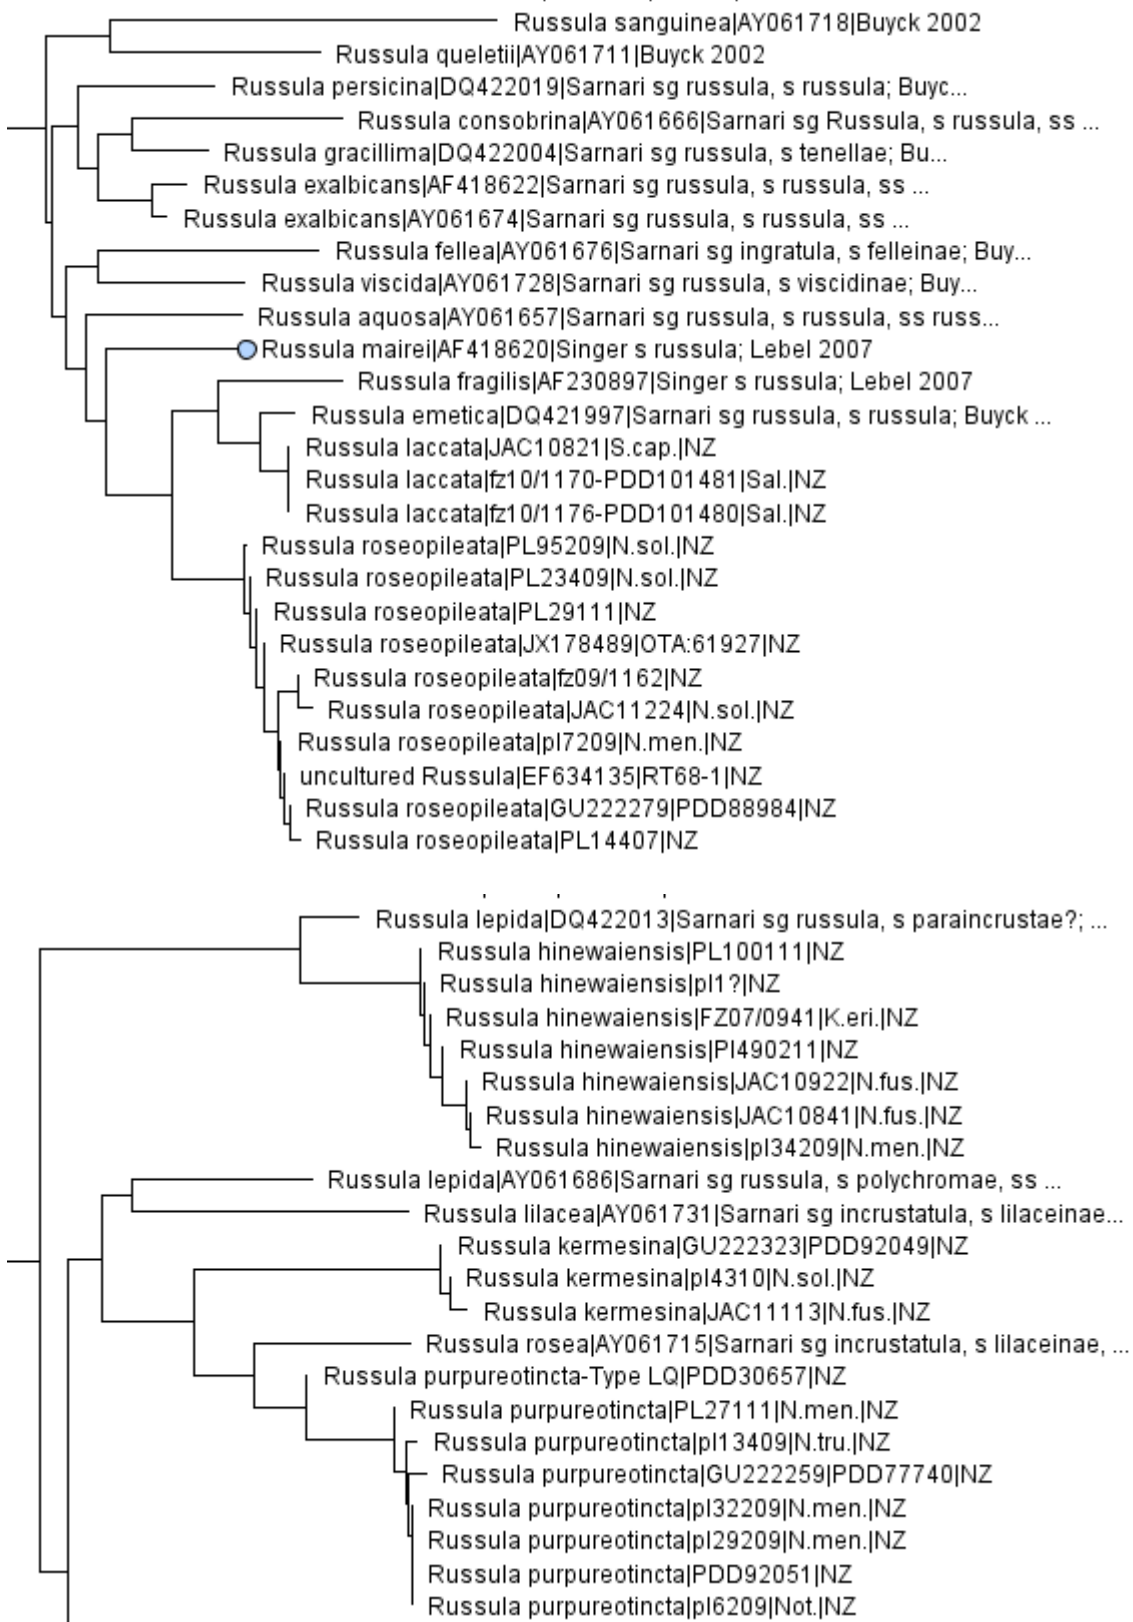 Russula sanguinea|AY061718|Buyck 2002
Russula queletii|AY061711|Buyck 2002
Russula persicina|DQ422019|Sarnari sg russula, s russula; Buyc...
Russula consobrina|AY061666|Sarnari sg Russula, s russula, ss ...
Russula gracillima|DQ422004|Sarnari sg russula, s tenellae; Bu...
Russula exalbicans|AF418622|Sarnari sg russula, s russula, ss ...
Russula exalbicans|AY061674|Sarnari sg russula, s russula, ss ...
Russula fellea|AY061676|Sarnari sg ingratula, s felleinae; Buy...
Russula viscida|AY061728|Sarnari sg russula, s viscidinae; Buy...
Russula aquosa|AY061657|Sarnari sg russula, s russula, ss russ...
Russula mairei|AF418620|Singer s russula; Lebel 2007
Russula fragilis|AF230897|Singer s russula; Lebel 2007
Russula emetica|DQ421997|Sarnari sg russula, s russula; Buyck ...
Russula laccata|JAC10821|S.cap.|NZ
Russula laccata|fz10/1170-PDD101481|Sal.|NZ
Russula laccata|fz10/1176-PDD101480|Sal.|NZ
Russula roseopileata|PL95209|N.sol.|NZ
Russula roseopileata|PL23409|N.sol.|NZ
Russula roseopileata|PL29111|NZ
Russula roseopileata|JX178489|OTA:61927|NZ
Russula roseopileata|fz09/1162|NZ
Russula roseopileata|JAC11224|N.sol.|NZ
Russula roseopileata|pl7209|N.men.|NZ
uncultured Russula|EF634135|RT68-1|NZ
Russula roseopileata|GU222279|PDD88984|NZ
Russula roseopileata|PL14407|NZ
Russula lepida|DQ422013|Sarnari sg russula, s paraincrustae?; ...
Russula hinewaiensis|PL100111|NZ
Russula hinewaiensis|pl1?|NZ
Russula hinewaiensis|FZ07/0941|K.eri.|NZ
Russula hinewaiensis|Pl490211|NZ
Russula hinewaiensis|JAC10922|N.fus.|NZ
Russula hinewaiensis|JAC10841|N.fus.|NZ
Russula hinewaiensis|pl34209|N.men.|NZ
Russula lepida|AY061686|Sarnari sg russula, s polychromae, ss ...
Russula lilacea|AY061731|Sarnari sg incrustatula, s lilaceinae...
Russula kermesina|GU222323|PDD92049|NZ
Russula kermesina|pl4310|N.sol.|NZ
Russula kermesina|JAC11113|N.fus.|NZ
Russula rosea|AY061715|Sarnari sg incrustatula, s lilaceinae, ...
Russula purpureotincta-Type LQ|PDD30657|NZ
Russula purpureotincta|PL27111|N.men.|NZ
Russula purpureotincta|pl13409|N.tru.|NZ
Russula purpureotincta|GU222259|PDD77740|NZ
Russula purpureotincta|pl32209|N.men.|NZ
Russula purpureotincta|pl29209|N.men.|NZ
Russula purpureotincta|PDD92051|NZ
Russula purpureotincta|pl6209|Not.|NZ